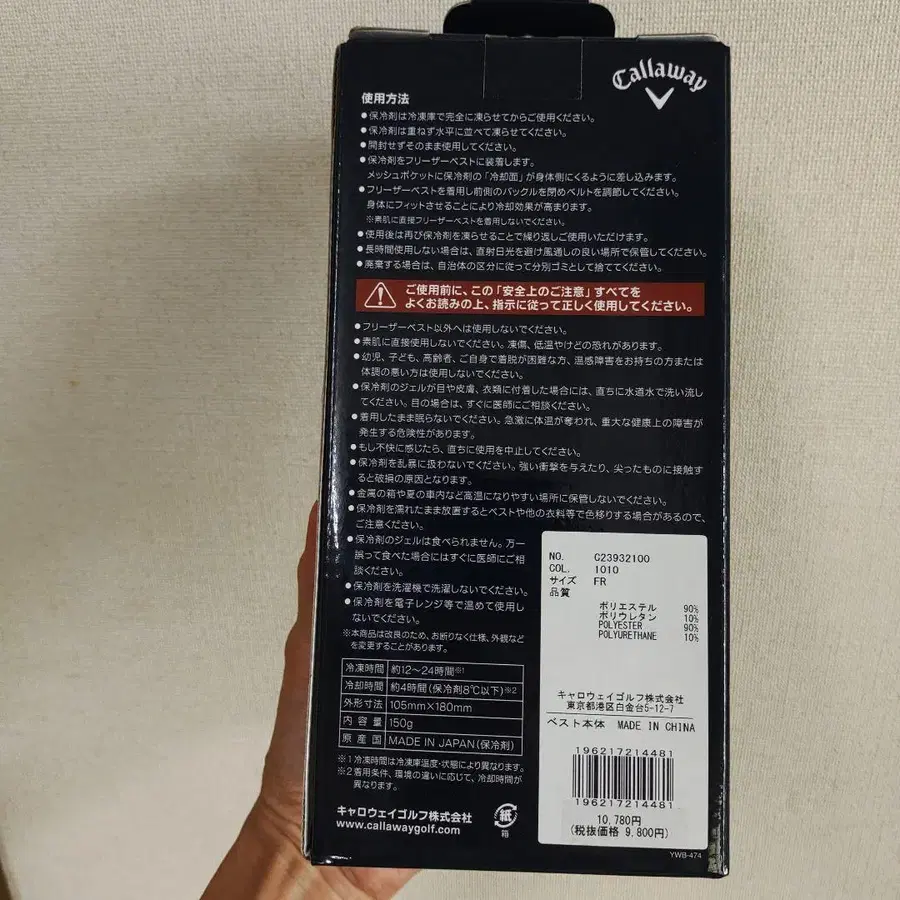 Callaway
使用方法
●保冷剤は冷凍庫で完全に凍らせてからご使用ください。
●保冷剤は重ねず水平に並べて凍らせてください。
●開封せずそのまま使用してください。
●保冷剤をフリーザーベストに装着します。
メッシュポケットに保冷剤の「冷却面」が身体側にくるように差し込みます。
●フリーザーベストを着用し前側のバックルを閉めベルトを調節してください。
身体にフィットさせることにより冷却効果が高まります。
※素肌に直接フリーザーベストを着用しないでください。
●使用後は再び保冷剤を凍らせることで繰り返しご使用いただけます。
●長時間使用しない場合は、直射日光を避け風通しの良い場所で保管してください。
●廃棄する場合は、自治体の区分に従って分別ゴミとして捨ててください。
ご使用前に、この「安全上のご注意」すべてを
よくお読みの上、指示に従って正しく使用してください。
●フリーザーベスト以外へは使用しないでください。
●素肌に直接使用しないでください。凍傷、低温やけどの恐れがあります。
●幼児、子ども、高齢者、ご自身で着脱が困難な方、温感障害をお持ちの方または
体調の悪い方は使用しないでください。
●保冷剤のジェルが目や皮膚、衣類に付着した場合には、直ちに水道水で洗い流し
てください。目の場合は、すぐに医師にご相談ください。
●着用したまま眠らないでください。急激に体温が奪われ、重大な健康上の障害が
発生する危険性があります。
●もし不快に感じたら、直ちに使用を中止してください。
●保冷剤を乱暴に扱わないでください。強い衝撃を与えたり、尖ったものに接触す
ると破損の原因となります。
●金属の箱や夏の車内など高温になりやすい場所に保管しないでください。
●保冷剤を濡れたまま放置するとベストや他の衣料等で色移りする場合があるので、
ご注意ください。
●保冷剤のジェルは食べられません。万一
誤って食べた場合にはすぐに医師にご相
談ください。
●保冷剤を洗濯機で洗濯しないでください。
●保冷剤を電子レンジ等で温めて使用し
ないでください。
※本商品は改良のため、お断りなく仕様、外観など
を変更することがあります。
冷凍時間 約12〜24時間※1
冷却時間 約4時間(保冷剤8℃以下)※2
外形寸法 105mm×180mm
内容量 150g
原産国 MADE IN JAPAN(保冷剤)
※1 冷凍時間は冷凍庫温度・状態により異なります。
※2 着用条件、環境の違いに応じて、冷却時間が
異なります。
キャロウェイゴルフ株式会社
www.callawaygolf.com
紙
箱
NO. C23932100
COL. 1010
サイズ FR
品質
ポリエステル 90%
ポリウレタン 10%
POLYESTER 90%
POLYURETHANE 10%
キャロウェイゴルフ株式会社
東京都港区白金台5-12-7
ベスト本体 MADE IN CHINA
196217214481
196217214481
10,780円
(税抜価格 9,800円)
YWB-474